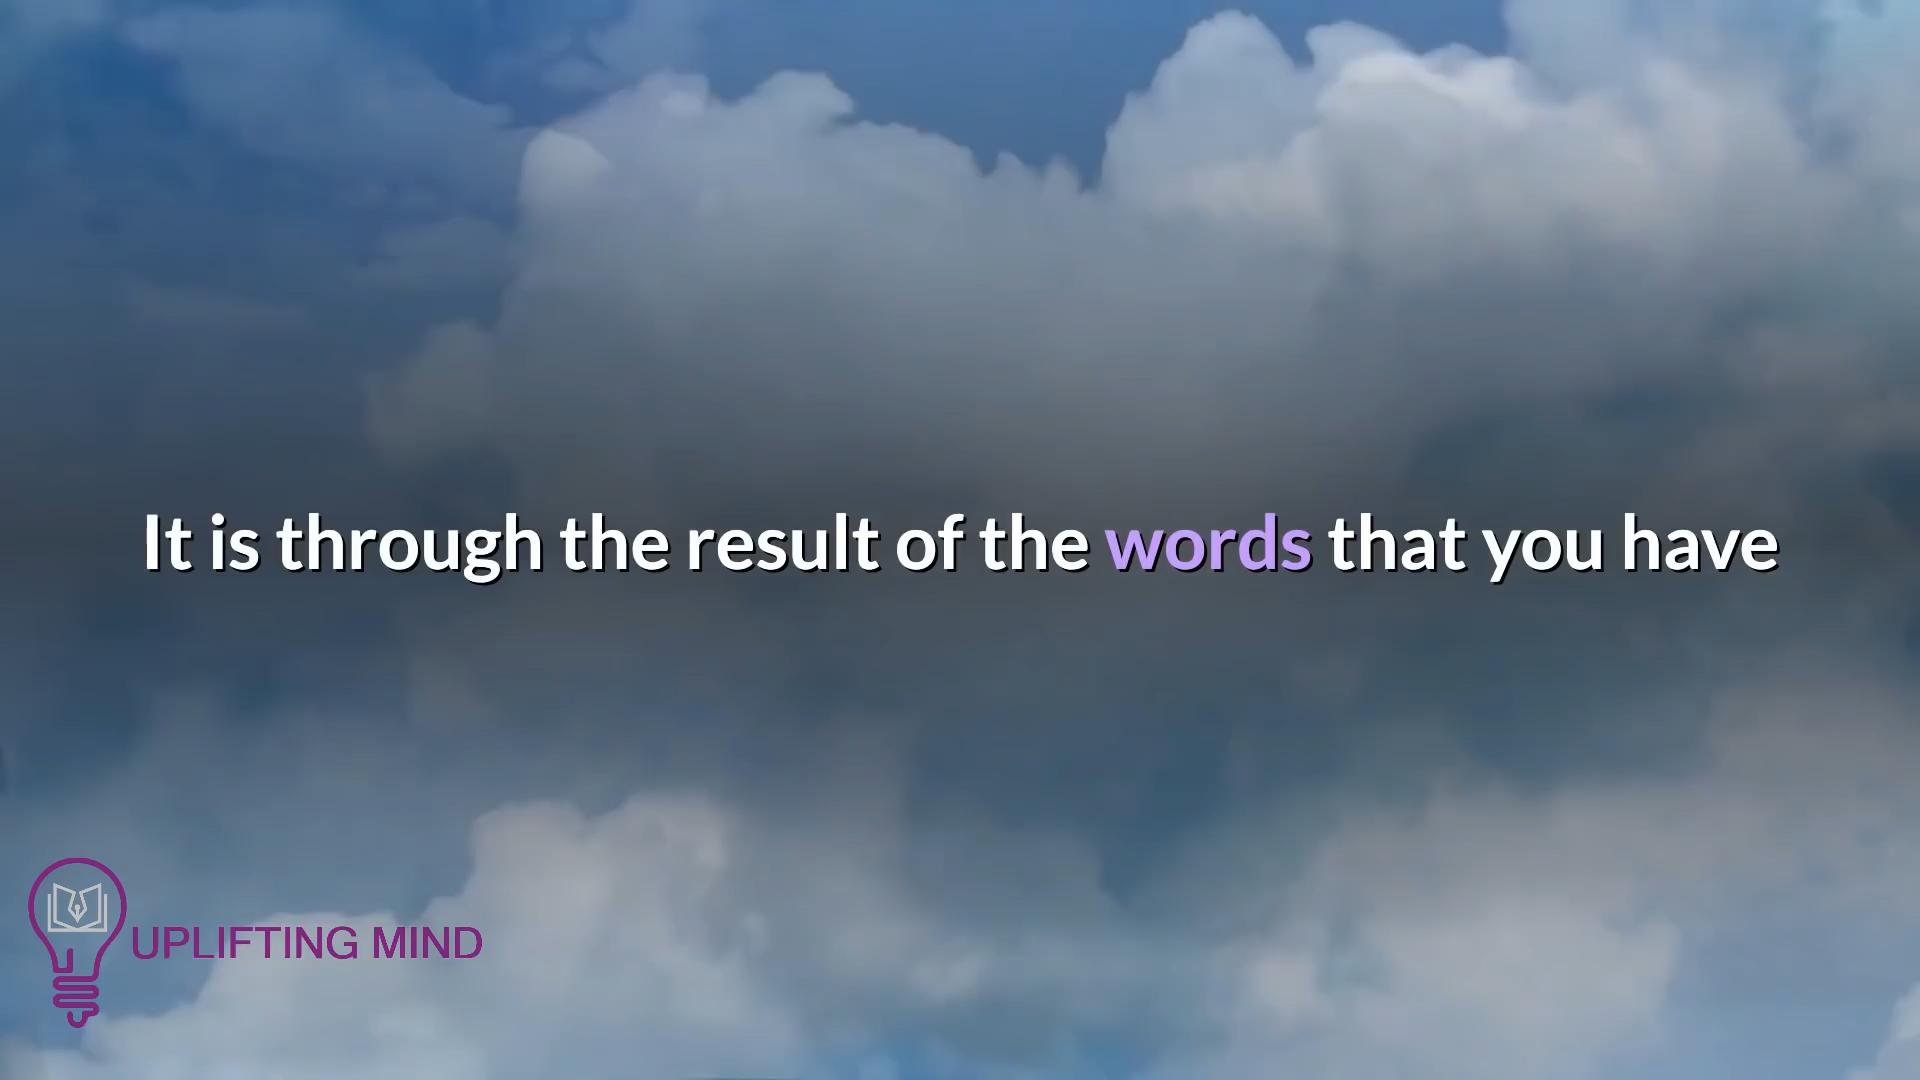 It is through the result of the words that you have
UPLIFTING MIND